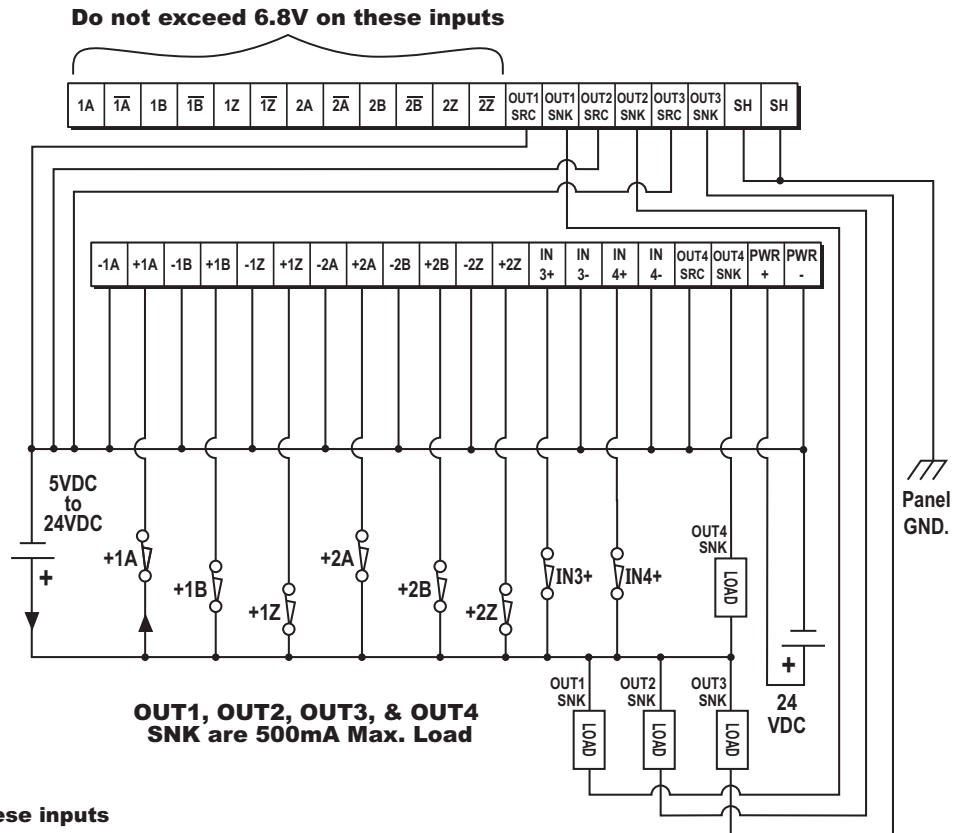 Do not exceed 6.8V on these inputs
1A 1A̅ 1B 1B̅ 1Z 1Z̅ 2A 2A̅ 2B 2B̅ 2Z 2Z̅ OUT1 SRC OUT1 SNK OUT2 SRC OUT2 SNK OUT3 SRC OUT3 SNK SH SH
-1A +1A -1B +1B -1Z +1Z -2A +2A -2B +2B -2Z +2Z IN 3+ IN 3- IN 4+ IN 4- OUT4 SRC OUT4 SNK PWR + PWR -
5VDC
to
24VDC
+
Panel
GND.
+1A
+1B
+1Z
+2A
+2B
+2Z
IN3+
IN4+
OUT4
SNK
LOAD
+
24
VDC
OUT1
SNK
LOAD
OUT2
SNK
LOAD
OUT3
SNK
LOAD
OUT1, OUT2, OUT3, & OUT4
SNK are 500mA Max. Load
ese inputs